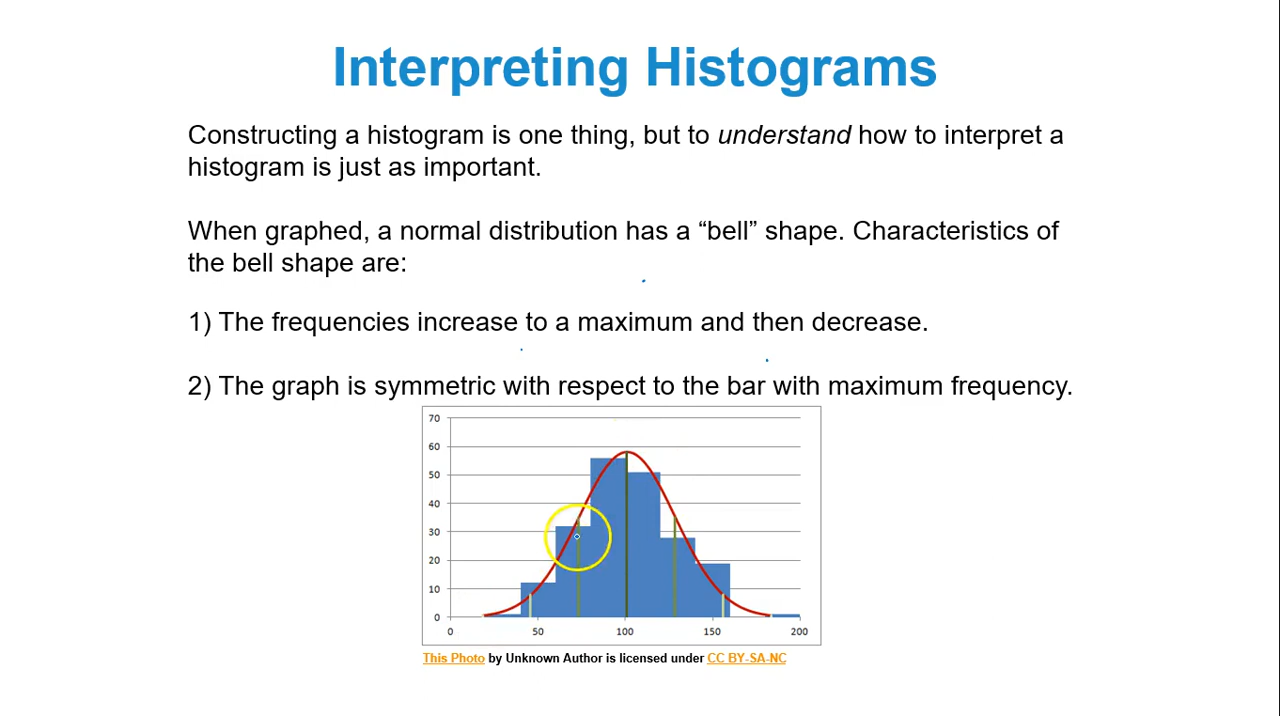 Interpreting Histograms
Constructing a histogram is one thing, but to understand how to interpret a
histogram is just as important.
When graphed, a normal distribution has a “bell” shape. Characteristics of
the bell shape are:
1) The frequencies increase to a maximum and then decrease.
2) The graph is symmetric with respect to the bar with maximum frequency.
70
60
50
40
30
20
10
0
0 50 100 150 200
This Photo by Unknown Author is licensed under CC BY-SA-NC